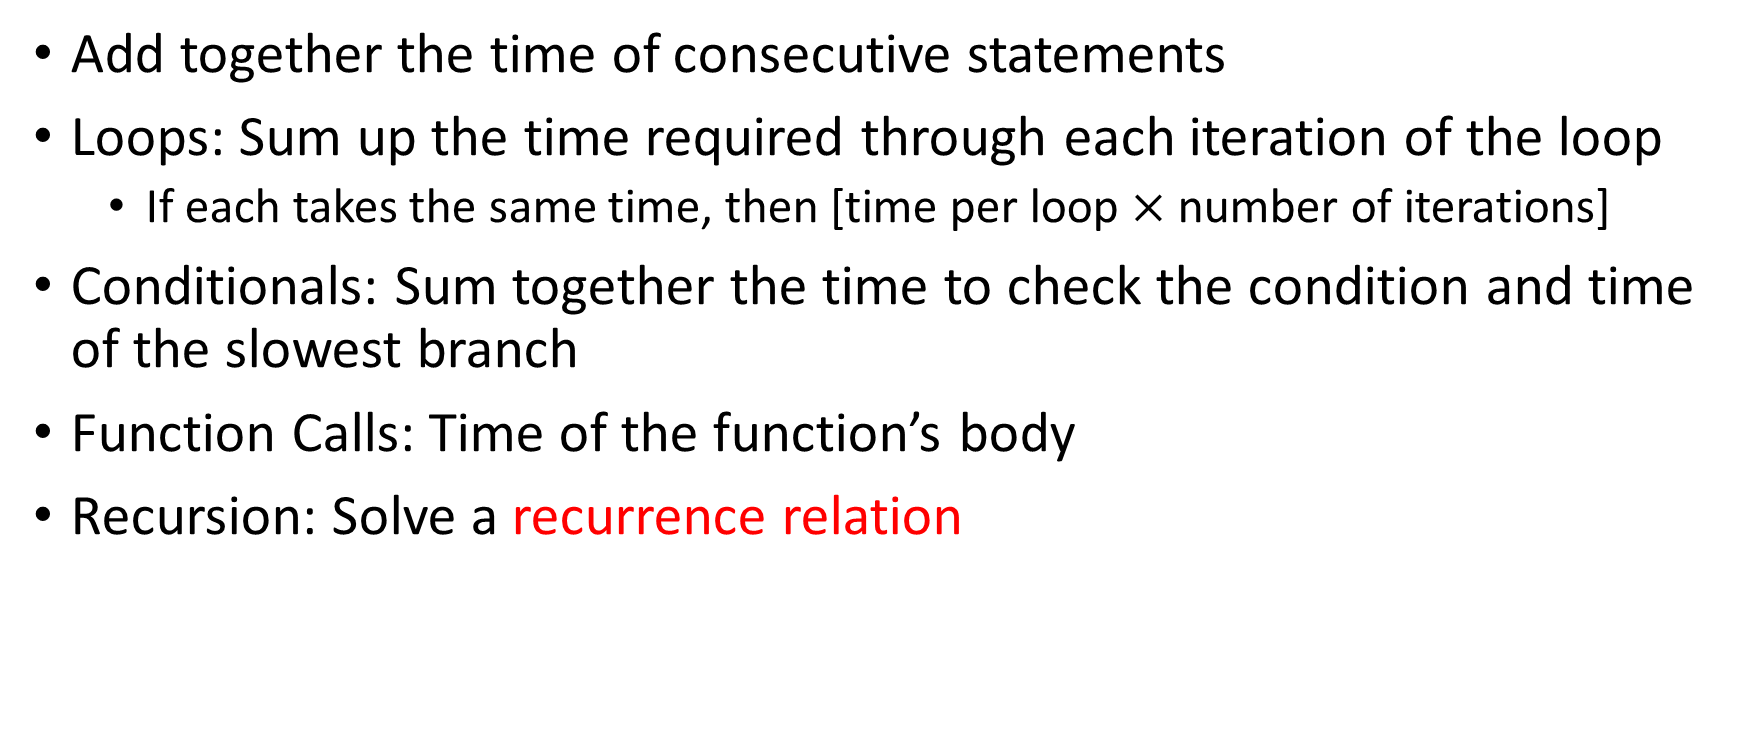 • Add together the time of consecutive statements
• Loops: Sum up the time required through each iteration of the loop
• If each takes the same time, then [time per loop × number of iterations]
• Conditionals: Sum together the time to check the condition and time
of the slowest branch
• Function Calls: Time of the function’s body
• Recursion: Solve a recurrence relation